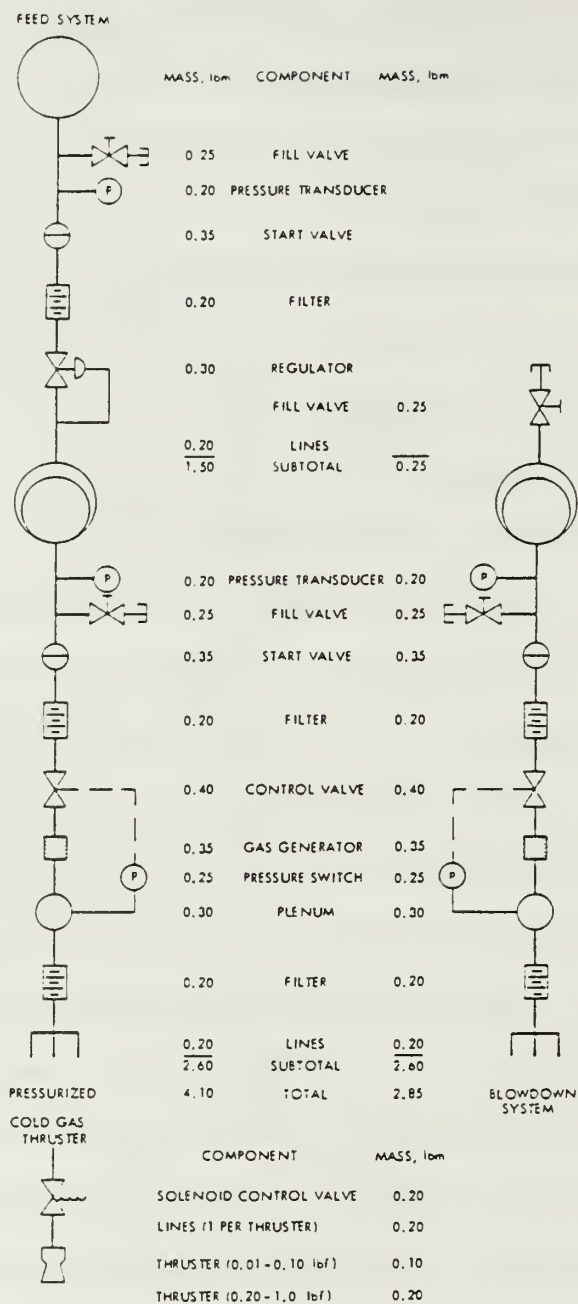 FEED SYSTEM
MASS, lbm COMPONENT MASS, lbm
0.25 FILL VALVE
P 0.20 PRESSURE TRANSDUCER
0.35 START VALVE
0.20 FILTER
0.30 REGULATOR
FILL VALVE 0.25
0.20 LINES
1.50 SUBTOTAL 0.25
P 0.20 PRESSURE TRANSDUCER 0.20 P
0.25 FILL VALVE 0.25
0.35 START VALVE 0.35
0.20 FILTER 0.20
0.40 CONTROL VALVE 0.40
0.35 GAS GENERATOR 0.35
P 0.25 PRESSURE SWITCH 0.25 P
0.30 PLENUM 0.30
0.20 FILTER 0.20
0.20 LINES 0.20
2.60 SUBTOTAL 2.60
PRESSURIZED 4.10 TOTAL 2.85 BLOWDOWN
SYSTEM
COLD GAS
THRUSTER
COMPONENT MASS, lbm
SOLENOID CONTROL VALVE 0.20
LINES (1 PER THRUSTER) 0.20
THRUSTER (0.01-0.10 lbf) 0.10
THRUSTER (0.20-1.0 lbf) 0.20